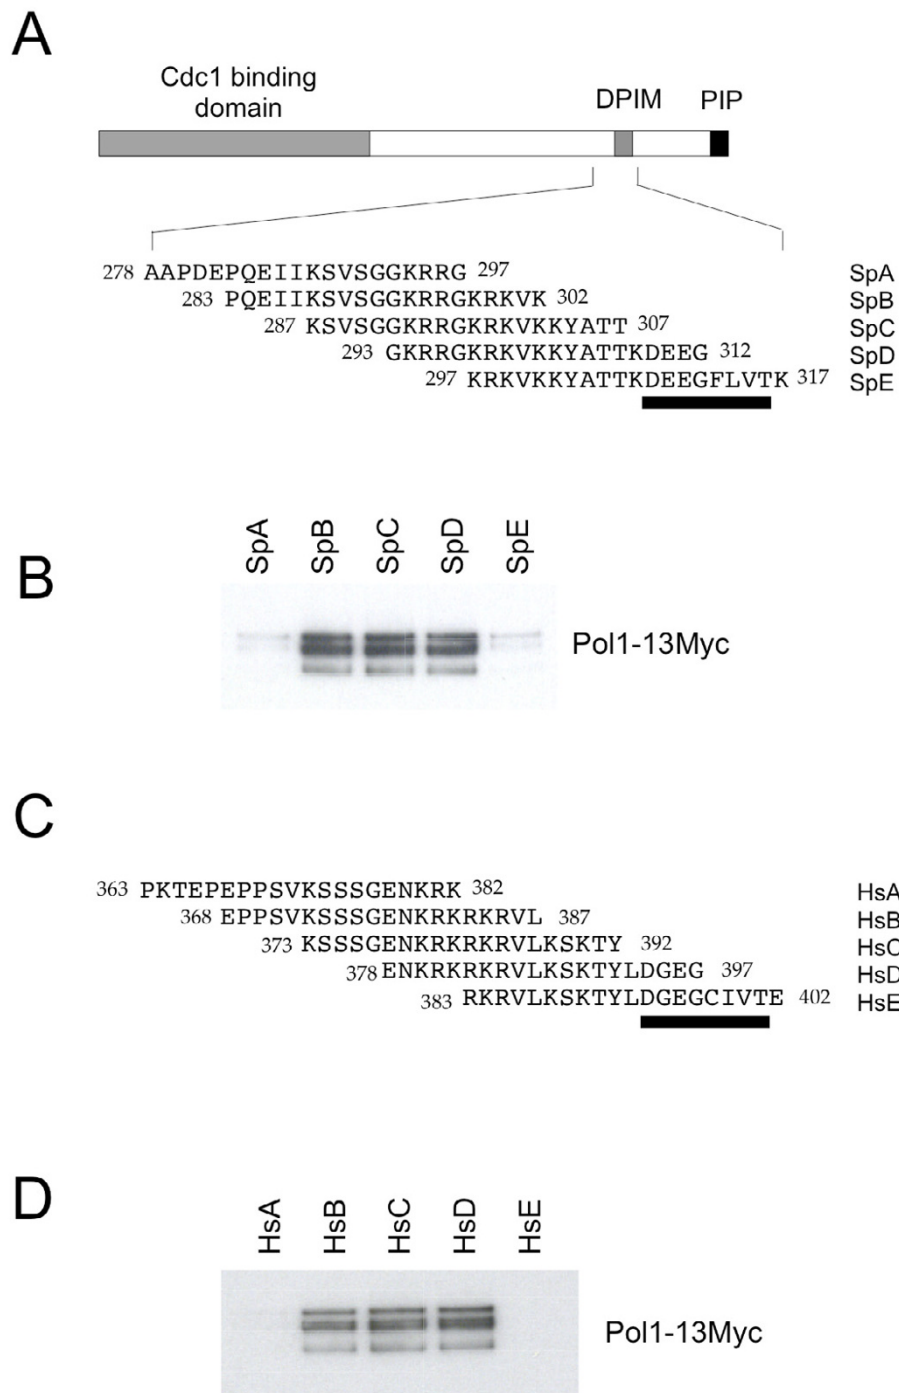 A
Cdc1 binding
domain
DPIM
PIP
278 AAPDEPQEIIKSVSGGKRRG 297 SpA
283 PQEIIKSVSGGKRRGKRKVK 302 SpB
287 KSVSGGKRRGKRKVKKYATT 307 SpC
293 GKRRGKRKVKKYATTKDEEG 312 SpD
297 KRKVKKYATTKDEEGFLVTK 317 SpE
B
SpA SpB SpC SpD SpE
Pol1-13Myc
C
363 PKTEPEPPSVKSSSGENKRK 382 HsA
368 EPPSVKSSSGENKRKRKRVL 387 HsB
373 KSSSGENKRKRKRVLKSKTY 392 HsC
378 ENKRKRKRVLKSKTYLDGEG 397 HsD
383 RKRVLKSKTYLDGEGCIVTE 402 HsE
D
HsA HsB HsC HsD HsE
Pol1-13Myc